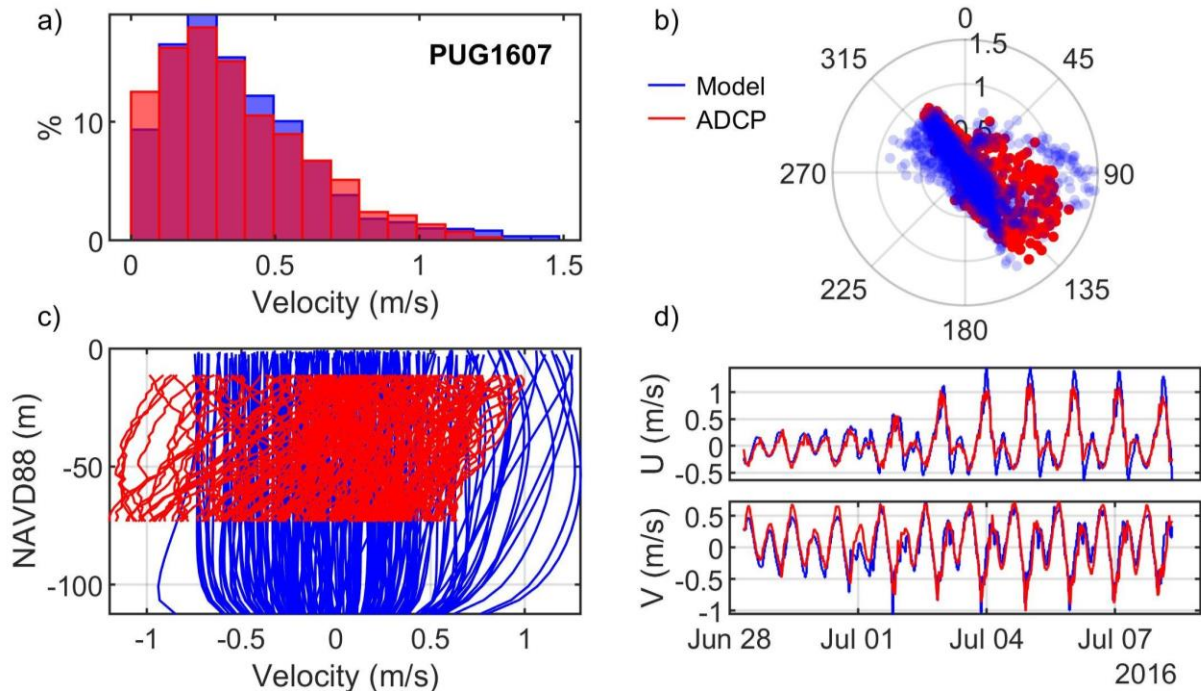 a)
PUG1607
%
10
0
0
0.5
1
1.5
Velocity (m/s)
b)
0
45
90
135
180
225
270
315
1.5
1
0.5
Model
ADCP
c)
NAVD88 (m)
0
-50
-100
-1
-0.5
0
0.5
1
Velocity (m/s)
d)
U (m/s)
1
0.5
0
-0.5
V (m/s)
0.5
0
-0.5
-1
Jun 28
Jul 01
Jul 04
Jul 07
2016